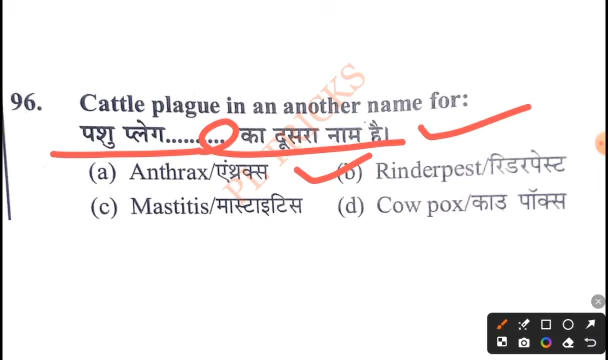 96. Cattle plague in an another name for:
पशु प्लेग........... का दूसरा नाम है।
(a) Anthrax/एंथ्रक्स (b) Rinderpest/रिडरपेस्ट
(c) Mastitis/मास्टाइटिस (d) Cow pox/काउ पॉक्स